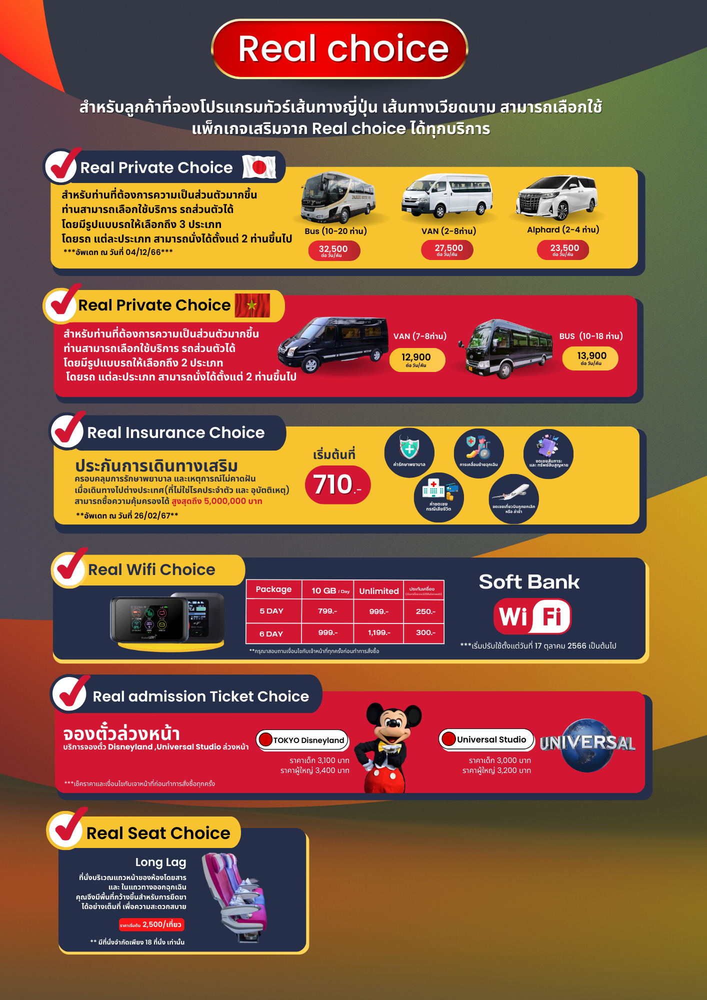 Real choice
สำหรับลูกค้าที่จองโปรแกรมทัวร์เส้นทางญี่ปุ่น เส้นทางเวียดนาม สามารถเลือกใช้
แพ็กเกจเสริมจาก Real choice ได้ทุกบริการ
Real Private Choice
สำหรับท่านที่ต้องการความเป็นส่วนตัวมากขึ้น
ท่านสามารถเลือกใช้บริการ รถส่วนตัวได้
โดยมีรูปแบบรถให้เลือกถึง 3 ประเภท
โดยรถ แต่ละประเภท สามารถนั่งได้ตั้งแต่ 2 ท่านขึ้นไป
***อัพเดท ณ วันที่ 04/12/66***
Bus (10-20 ท่าน)
32,500
ต่อ วัน/คัน
VAN (2-8ท่าน)
27,500
ต่อ วัน/คัน
Alphard (2-4 ท่าน)
23,500
ต่อ วัน/คัน
Real Private Choice
สำหรับท่านที่ต้องการความเป็นส่วนตัวมากขึ้น
ท่านสามารถเลือกใช้บริการ รถส่วนตัวได้
โดยมีรูปแบบรถให้เลือกถึง 2 ประเภท
โดยรถ แต่ละประเภท สามารถนั่งได้ตั้งแต่ 2 ท่านขึ้นไป
VAN (7-8ท่าน)
12,900
ต่อ วัน/คัน
BUS (10-18 ท่าน)
13,900
ต่อ วัน/คัน
Real Insurance Choice
ประกันการเดินทางเสริม
ครอบคลุมการรักษาพยาบาล และเหตุการณ์ไม่คาดฝัน
เมื่อเดินทางไปต่างประเทศ(ที่ไม่ใช่โรคประจำตัว และ อุบัตติเหตุ)
สามารถซื้อความคุ้มครองได้ สูงสุดถึง 5,000,000 บาท
**อัพเดท ณ วันที่ 26/02/67**
เริ่มต้นที่
710.-
ค่ารักษาพยาบาล
การเคลื่อนย้ายฉุกเฉิน
ชดเชยสัมภาระ
และ ทรัพย์สินสูญหาย
ค่าชดเชย
กรณีเสียชีวิต
ชดเชยเที่ยวบินถูกยกเลิก
หรือ ล่าช้า
Real Wifi Choice
Package 10 GB / Day Unlimited ประกันเครื่อง
5 DAY 799.- 999.- 250.-
6 DAY 999.- 1,199.- 300.-
**กรุณาสอบถามเงื่อนไขกับเจ้าหน้าที่ทุกครั้งก่อนทำการสั่งซื้อ
Soft Bank
Wi Fi
***เริ่มปรับใช้ตั้งแต่วันที่ 17 ตุลาคม 2566 เป็นต้นไป
Real admission Ticket Choice
จองตั๋วล่วงหน้า
บริการจองตั๋ว Disneyland ,Universal Studio ล่วงหน้า
***เช็คราคาและเงื่อนไขกับเจาหน้าที่ก่อนทำการสั่งซื้อทุกครั้ง
TOKYO Disneyland
ราคาเด็ก 3,100 บาท
ราคาผู้ใหญ่ 3,400 บาท
Universal Studio
ราคาเด็ก 3,000 บาท
ราคาผู้ใหญ่ 3,200 บาท
UNIVERSAL
Real Seat Choice
Long Lag
ที่นั่งบริเวณแถวหน้าของห้องโดยสาร
และ ในแถวทางออกฉุกเฉิน
คุณจึงมีพื้นที่กว้างขึ้นสำหรับการยืดขา
ได้อย่างเต็มที่ เพื่อความสะดวกสบาย
ราคาเริ่มต้น 2,500/เที่ยว
** มีที่นั่งจำกัดเพียง 18 ที่นั่ง เท่านั้น